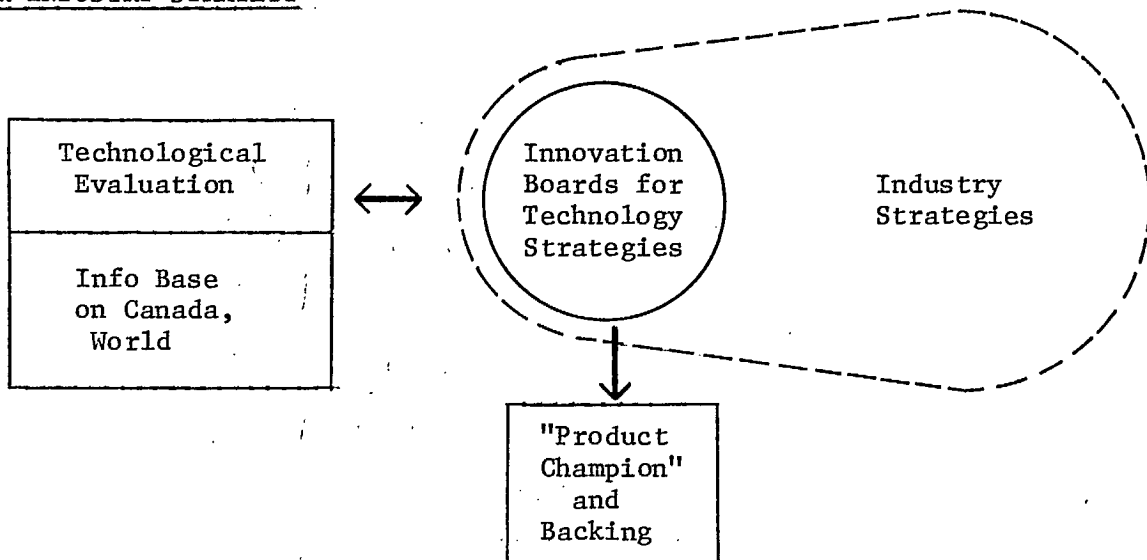 Technological
Evaluation
Info Base
on Canada,
World
Innovation
Boards for
Technology
Strategies
Industry
Strategies
"Product
Champion"
and
Backing